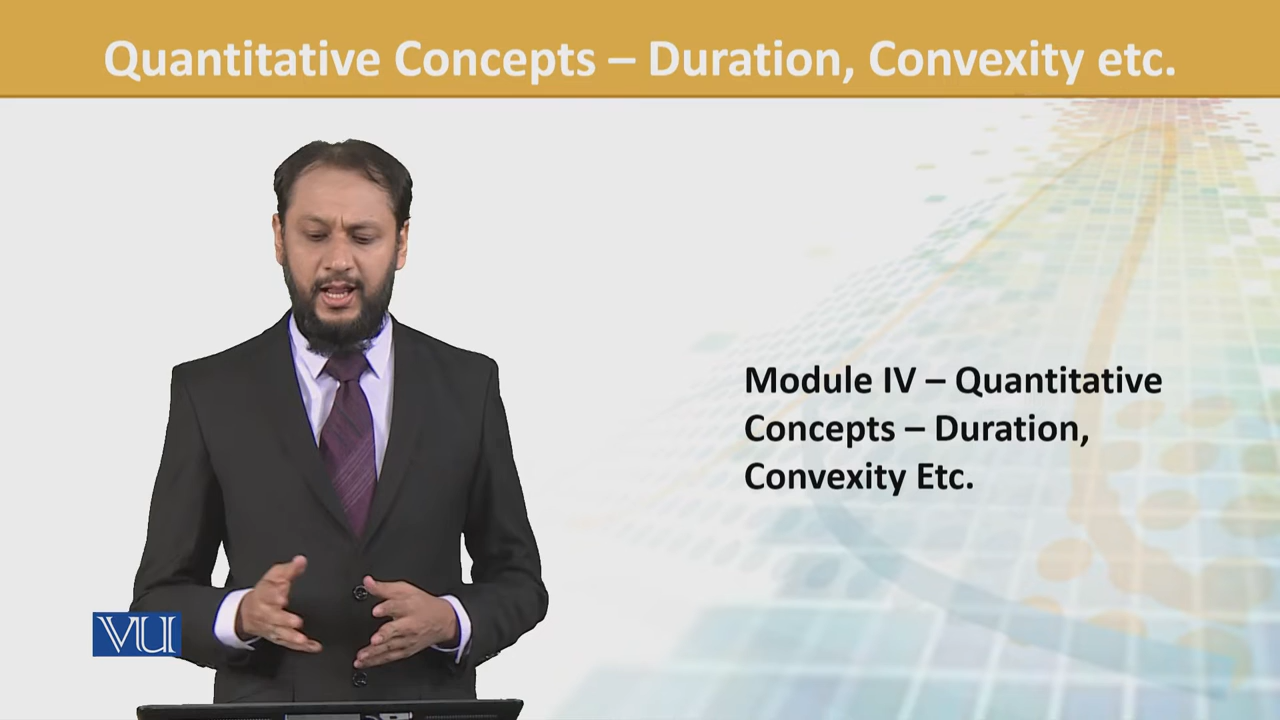 Quantitative Concepts – Duration, Convexity etc.
Module IV – Quantitative
Concepts – Duration,
Convexity Etc.
VU